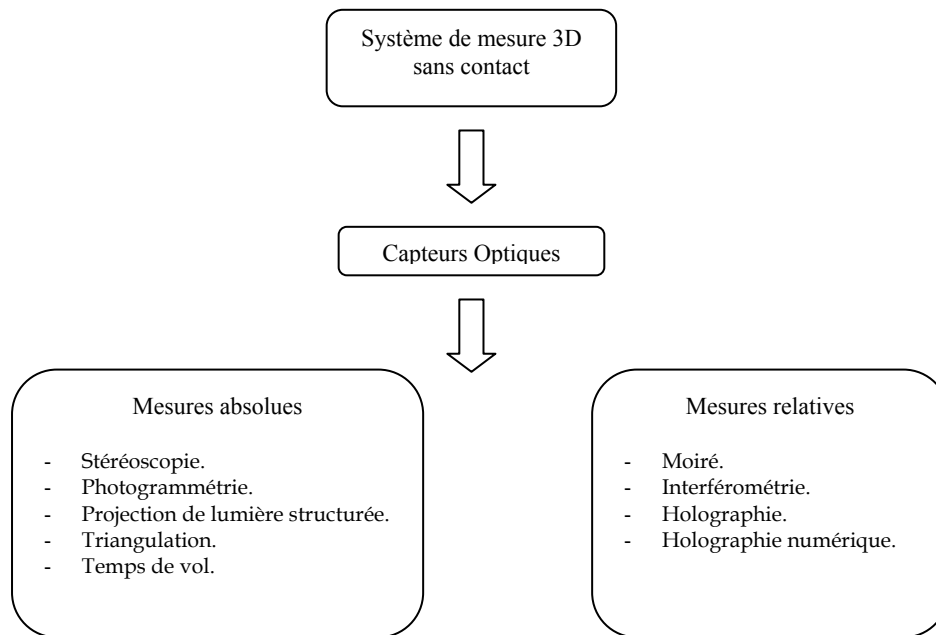 Système de mesure 3D
sans contact
Capteurs Optiques
Mesures absolues
- Stéréoscopie.
- Photogrammétrie.
- Projection de lumière structurée.
- Triangulation.
- Temps de vol.
Mesures relatives
- Moiré.
- Interférométrie.
- Holographie.
- Holographie numérique.